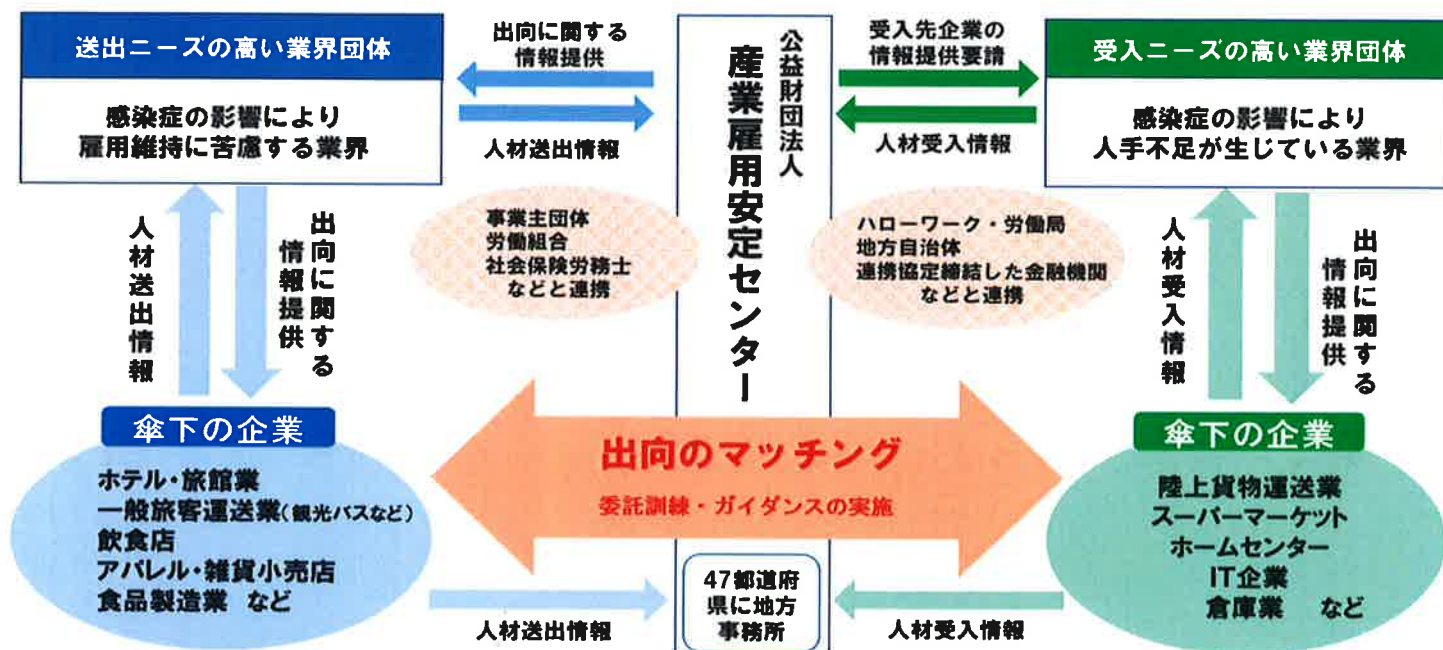 送出ニーズの高い業界団体
感染症の影響により
雇用維持に苦慮する業界
出向に関する
情報提供
人材送出情報
公益財団法人
産業雇用安定センター
受入先企業の
情報提供要請
人材受入情報
受入ニーズの高い業界団体
感染症の影響により
人手不足が生じている業界
事業主団体
労働組合
社会保険労務士
などと連携
ハローワーク・労働局
地方自治体
連携協定締結した金融機関
などと連携
人材送出情報
出向に関する
情報提供
人材受入情報
出向に関する
情報提供
傘下の企業
ホテル・旅館業
一般旅客運送業(観光バスなど)
飲食店
アパレル・雑貨小売店
食品製造業 など
出向のマッチング
委託訓練・ガイダンスの実施
傘下の企業
陸上貨物運送業
スーパーマーケット
ホームセンター
IT企業
倉庫業 など
人材送出情報
47都道府
県に地方
事務所
人材受入情報